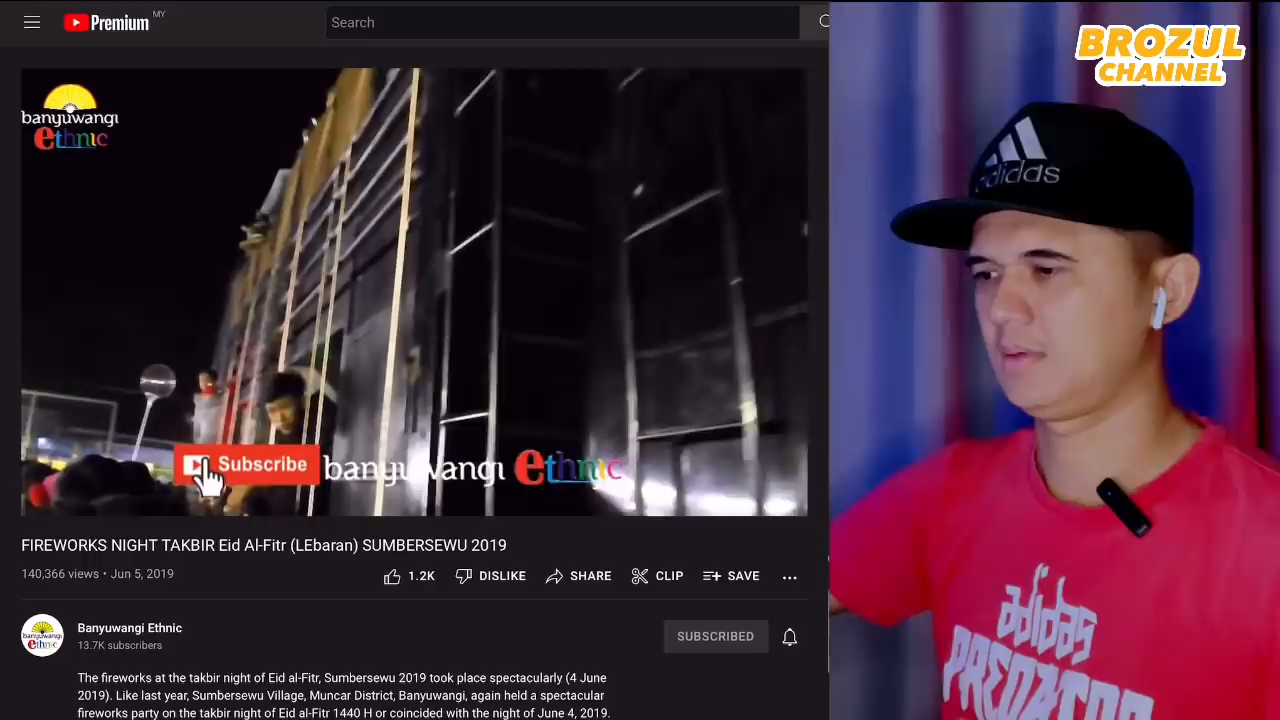 Premium MY
Search
BROZUL
CHANNEL
banyuwangi
ethnic
adidas
Subscribe
banyuwangi ethnic
FIREWORKS NIGHT TAKBIR Eid Al-Fitr (LEbaran) SUMBERSEWU 2019
140,366 views • Jun 5, 2019
1.2K DISLIKE SHARE CLIP SAVE
Banyuwangi Ethnic
13.7K subscribers
SUBSCRIBED
The fireworks at the takbir night of Eid al-Fitr, Sumbersewu 2019 took place spectacularly (4 June
2019). Like last year, Sumbersewu Village, Muncar District, Banyuwangi, again held a spectacular
fireworks party on the takbir night of Eid al-Fitr 1440 H or coincided with the night of June 4, 2019.
adidas
PREDATOR